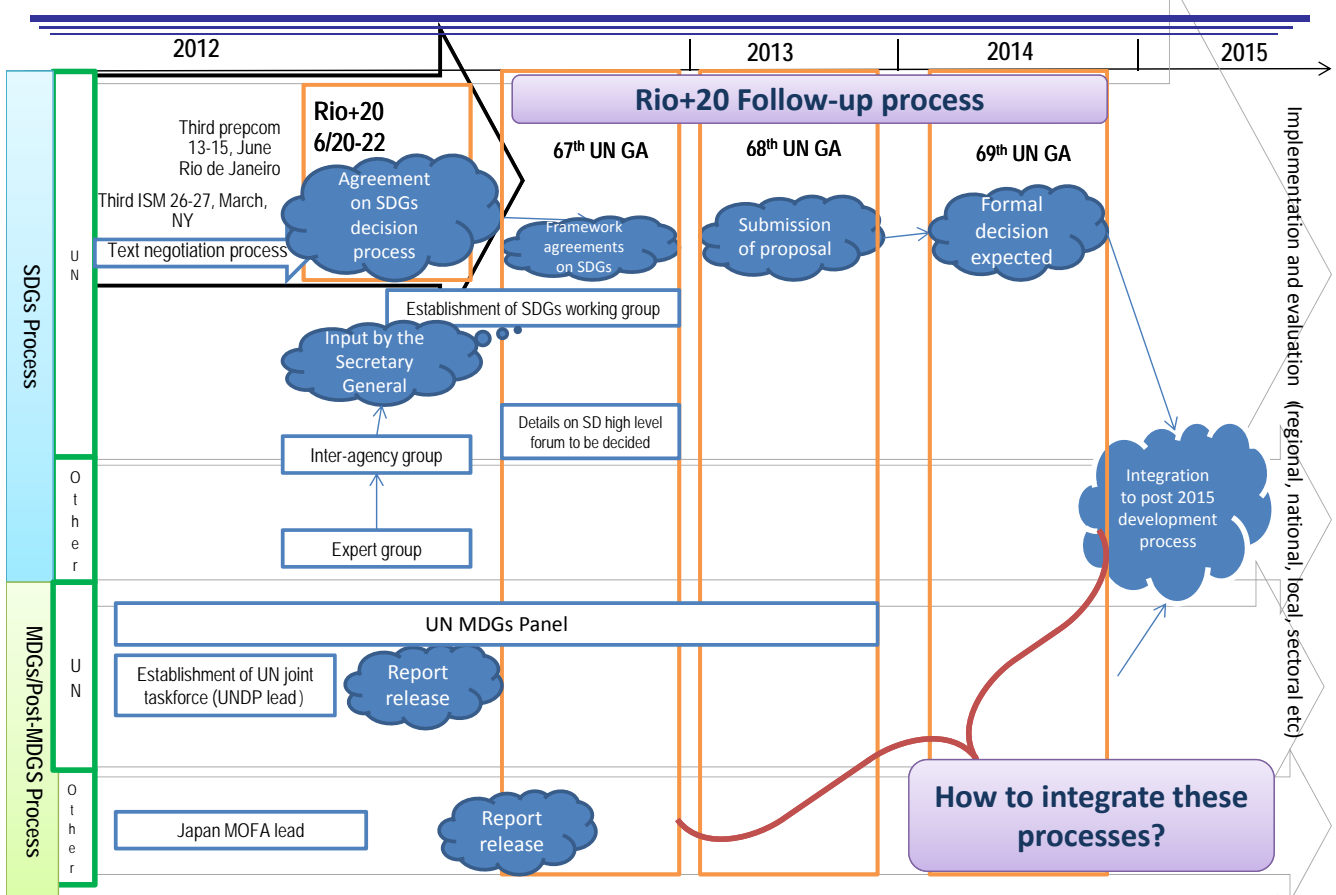 2012
2013
2014
2015
Rio+20 Follow-up process
Rio+20
6/20-22
Third prepcom
13-15, June
Rio de Janeiro
Third ISM 26-27, March,
NY
Text negotiation process
Agreement
on SDGs
decision
process
67th UN GA
68th UN GA
69th UN GA
Framework
agreements
on SDGs
Submission
of proposal
Formal
decision
expected
Establishment of SDGs working group
Input by the
Secretary
General
Details on SD high level
forum to be decided
Inter-agency group
Expert group
Integration
to post 2015
development
process
Implementation and evaluation (regional, national, local, sectoral etc)
SDGs Process
UN
Other
MDGs/Post-MDGS Process
UN
Other
UN MDGs Panel
Establishment of UN joint
taskforce (UNDP lead)
Report
release
Japan MOFA lead
Report
release
How to integrate these
processes?